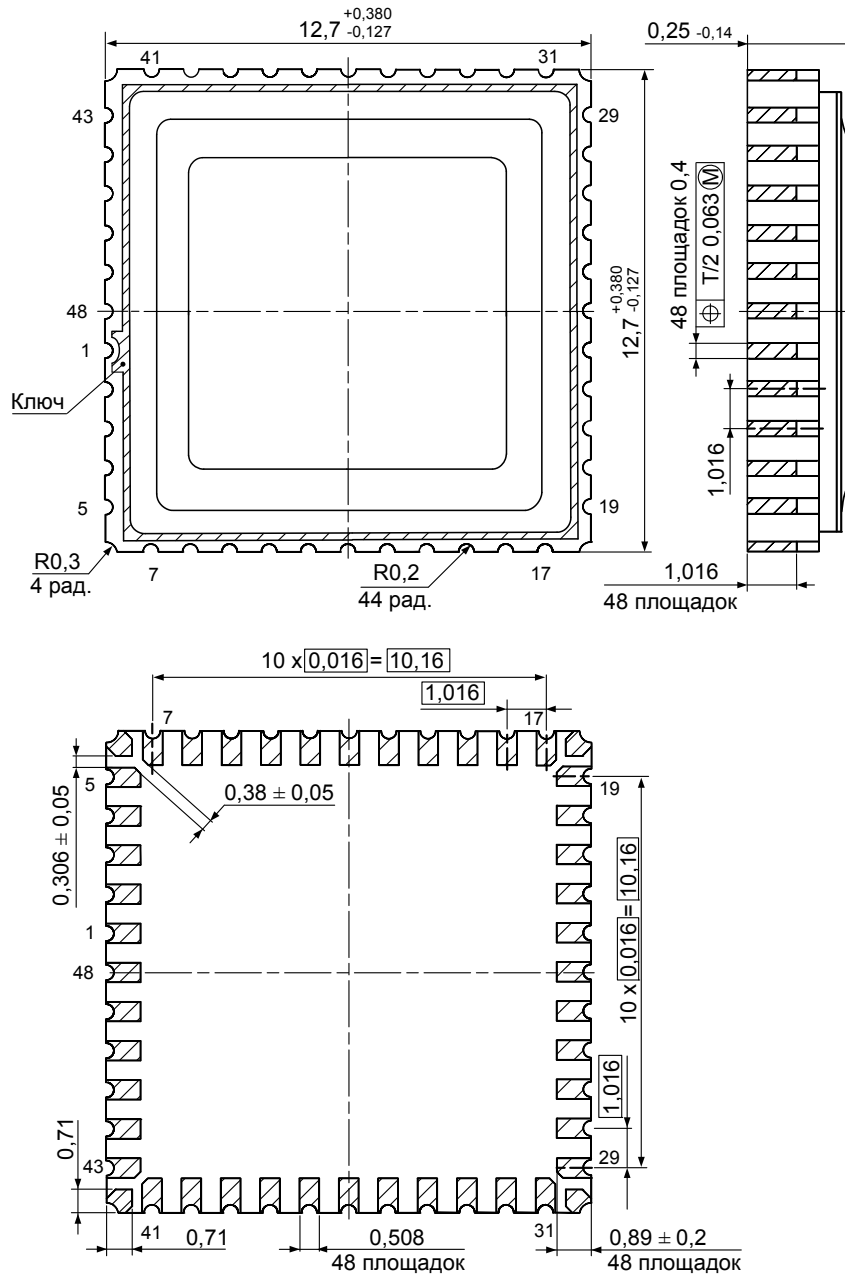 12,7 +0,380 -0,127
0,25 -0,14
41
31
43
29
48 площадок 0,4
⌖ T/2 0,063 Ⓜ
48
12,7 +0,380 -0,127
1
Ключ
1,016
5
19
R0,3
4 рад.
7
R0,2
44 рад.
17
1,016
48 площадок
10 x 0,016 = 10,16
1,016
7
17
5
19
0,38 ± 0,05
0,306 ± 0,05
1
48
10 x 0,016 = 10,16
1,016
0,71
43
29
41
0,71
0,508
48 площадок
31
0,89 ± 0,2
48 площадок